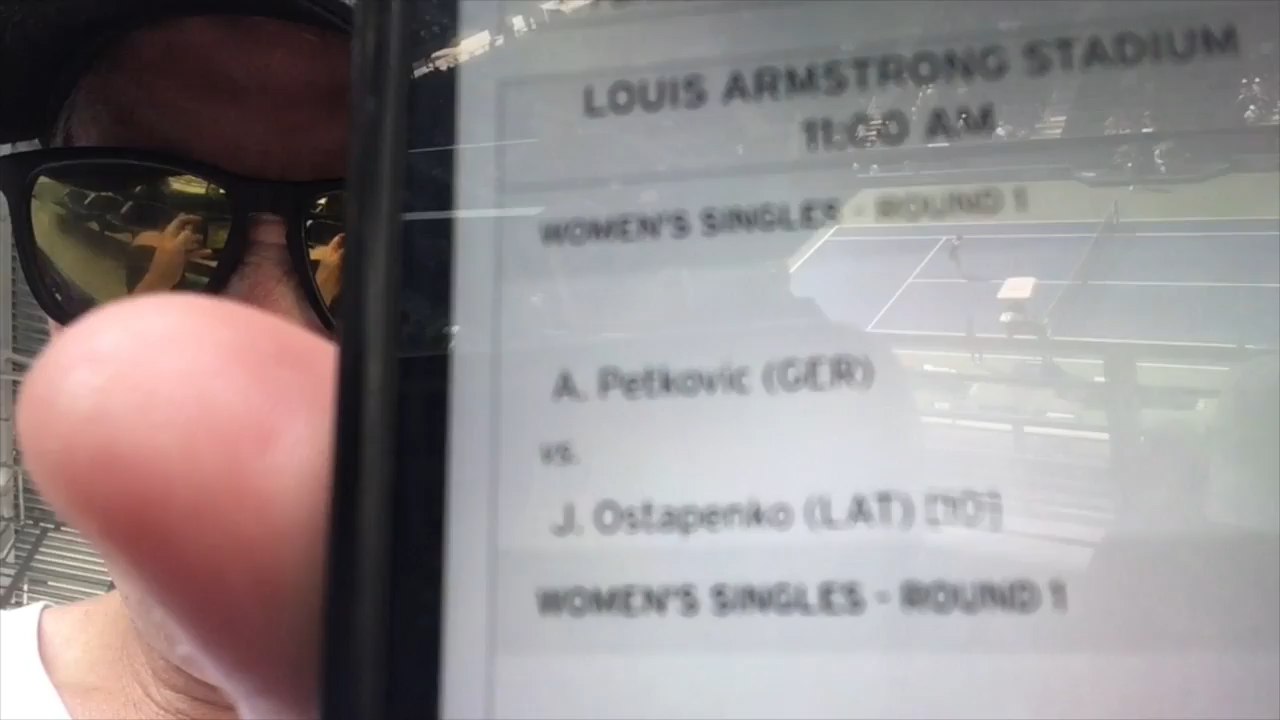 LOUIS ARMSTRONG STADIUM
11:00 AM
WOMEN'S SINGLES - ROUND 1
A. Petkovic (GER)
vs.
J. Ostapenko (LAT) [10]
WOMEN'S SINGLES - ROUND 1